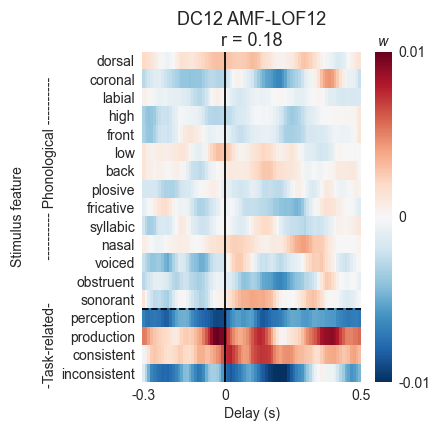 DC12 AMF-LOF12
r = 0.18
w
dorsal
coronal
labial
high
front
low
back
plosive
fricative
syllabic
nasal
voiced
obstruent
sonorant
perception
production
consistent
inconsistent
Stimulus feature
---------- Phonological ----------
-Task-related-
0.01
0
-0.01
-0.3
0
0.5
Delay (s)